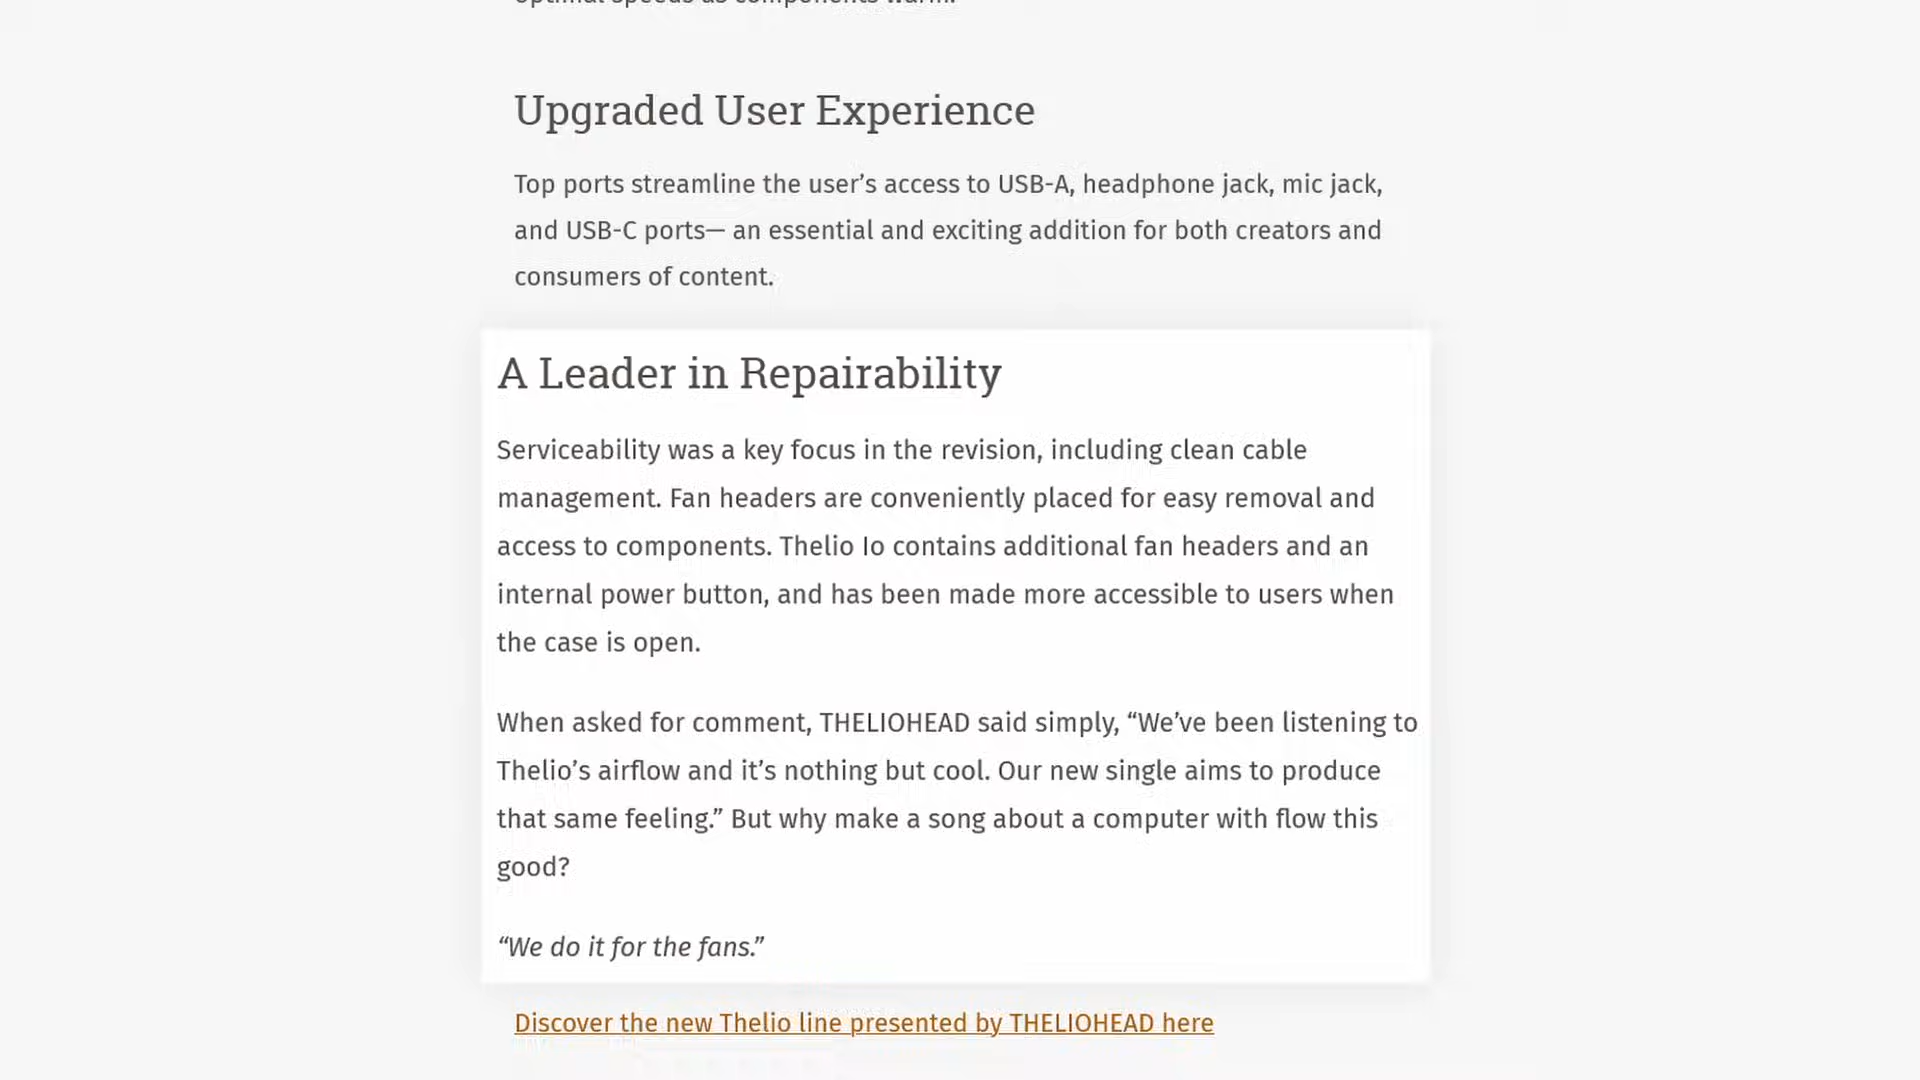 optimal speeds as components warm.
Upgraded User Experience
Top ports streamline the user’s access to USB-A, headphone jack, mic jack,
and USB-C ports— an essential and exciting addition for both creators and
consumers of content.
A Leader in Repairability
Serviceability was a key focus in the revision, including clean cable
management. Fan headers are conveniently placed for easy removal and
access to components. Thelio Io contains additional fan headers and an
internal power button, and has been made more accessible to users when
the case is open.
When asked for comment, THELIOHEAD said simply, “We’ve been listening to
Thelio’s airflow and it’s nothing but cool. Our new single aims to produce
that same feeling.” But why make a song about a computer with flow this
good?
“We do it for the fans.”
Discover the new Thelio line presented by THELIOHEAD here